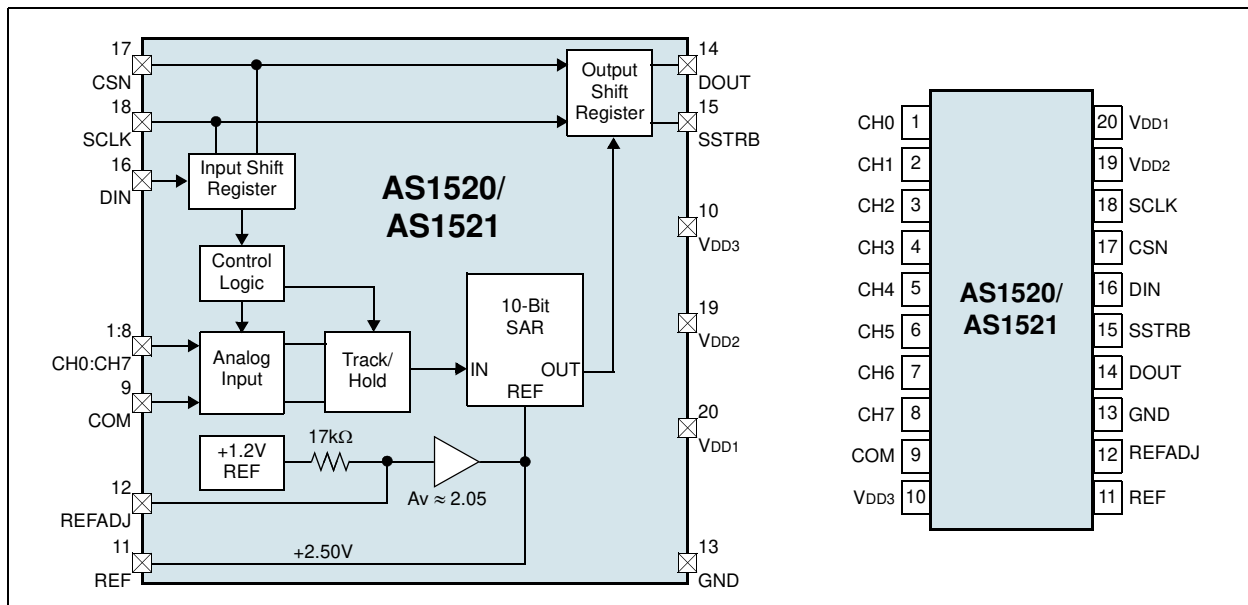 17
CSN
18
SCLK
16
DIN
1:8
CH0:CH7
9
COM
12
REFADJ
11
REF
Input Shift
Register
Control
Logic
Analog
Input
Track/
Hold
+1.2V
REF
17kΩ
Av ≈ 2.05
+2.50V
AS1520/
AS1521
10-Bit
SAR
IN
OUT
REF
Output
Shift
Register
14
DOUT
15
SSTRB
10
VDD3
19
VDD2
20
VDD1
13
GND
CH0 1
CH1 2
CH2 3
CH3 4
CH4 5
CH5 6
CH6 7
CH7 8
COM 9
VDD3 10
AS1520/
AS1521
20 VDD1
19 VDD2
18 SCLK
17 CSN
16 DIN
15 SSTRB
14 DOUT
13 GND
12 REFADJ
11 REF